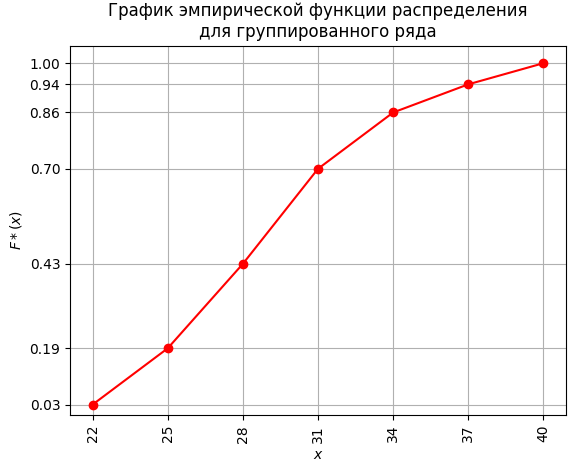 График эмпирической функции распределения
для группированного ряда
1.00
0.94
0.86
0.70
0.43
0.19
0.03
F * (x)
22 25 28 31 34 37 40
x